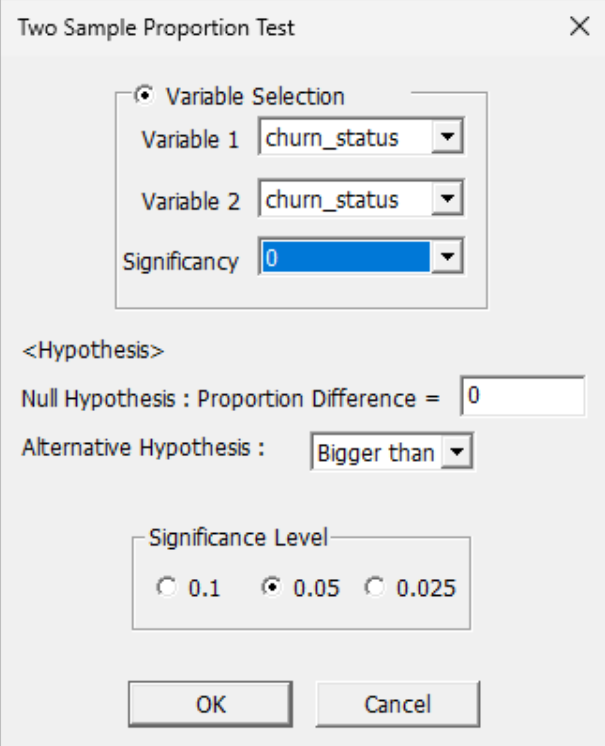 Two Sample Proportion Test
Variable Selection
Variable 1 churn_status
Variable 2 churn_status
Significancy 0
<Hypothesis>
Null Hypothesis : Proportion Difference = 0
Alternative Hypothesis : Bigger than
Significance Level
0.1 0.05 0.025
OK Cancel